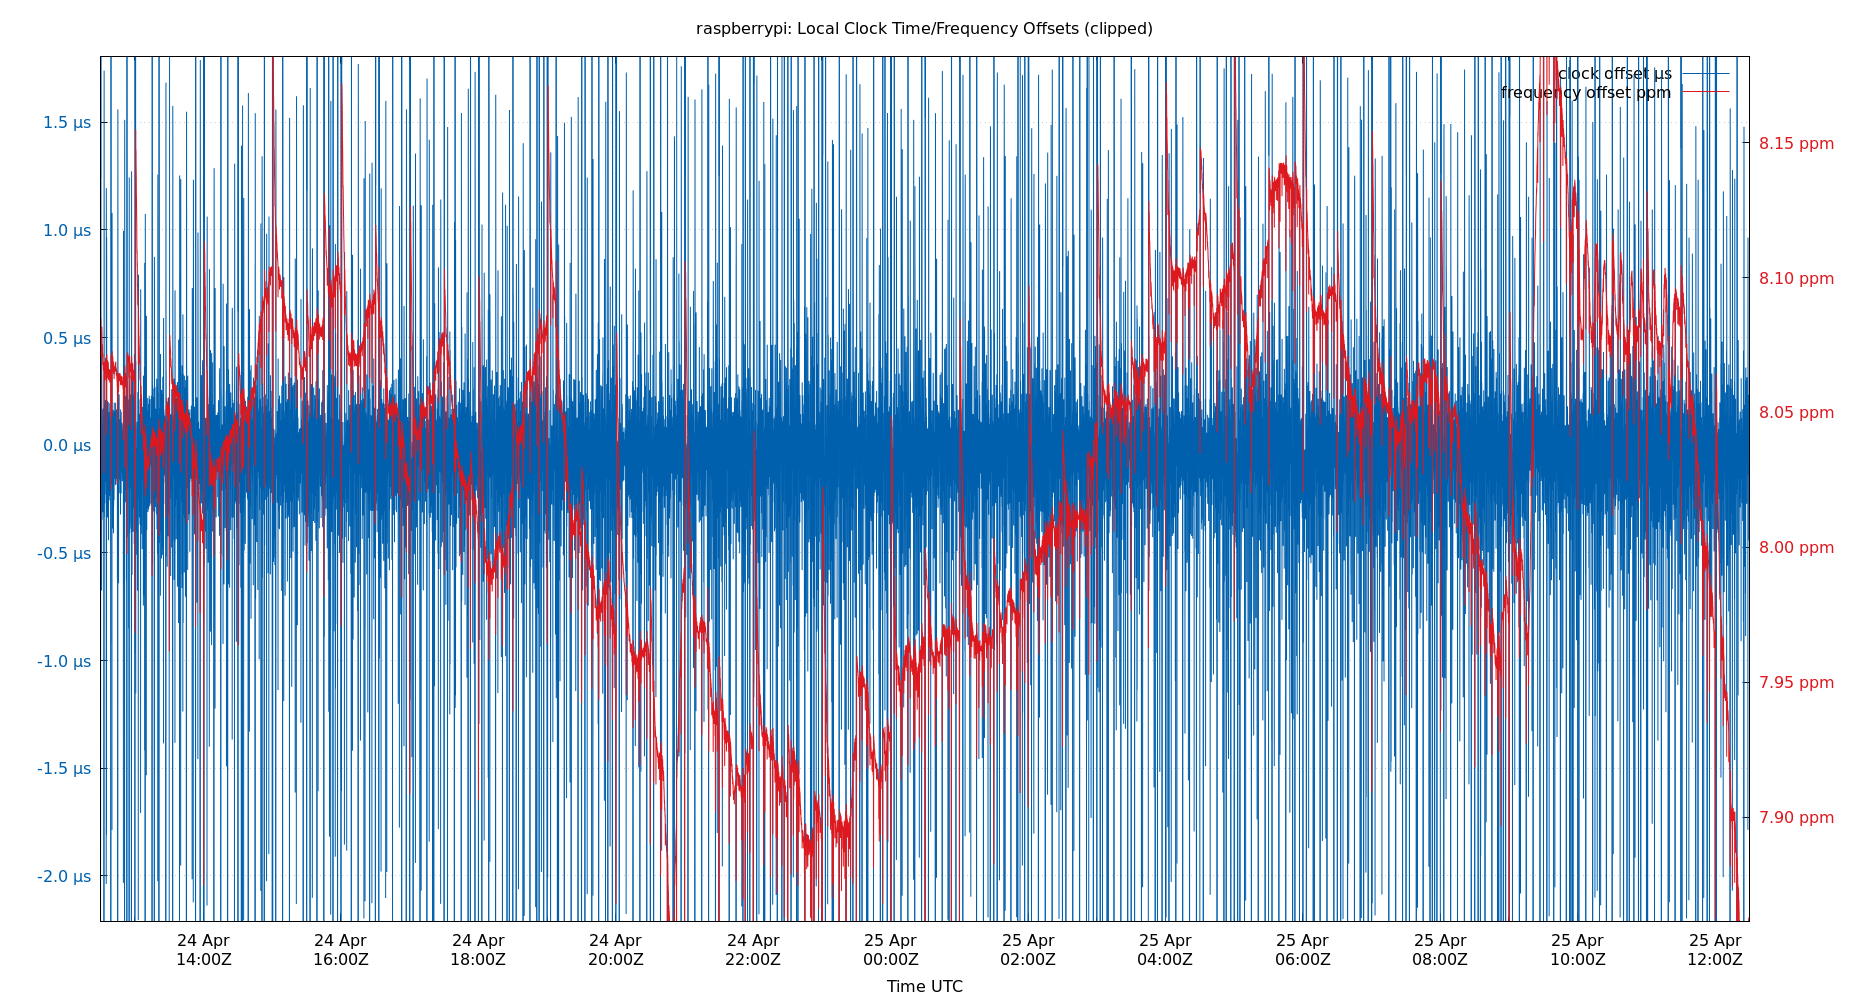 raspberrypi: Local Clock Time/Frequency Offsets (clipped)
clock offset µs
frequency offset ppm
1.5 µs
1.0 µs
0.5 µs
0.0 µs
-0.5 µs
-1.0 µs
-1.5 µs
-2.0 µs
8.15 ppm
8.10 ppm
8.05 ppm
8.00 ppm
7.95 ppm
7.90 ppm
24 Apr
14:00Z
24 Apr
16:00Z
24 Apr
18:00Z
24 Apr
20:00Z
24 Apr
22:00Z
25 Apr
00:00Z
25 Apr
02:00Z
25 Apr
04:00Z
25 Apr
06:00Z
25 Apr
08:00Z
25 Apr
10:00Z
25 Apr
12:00Z
Time UTC